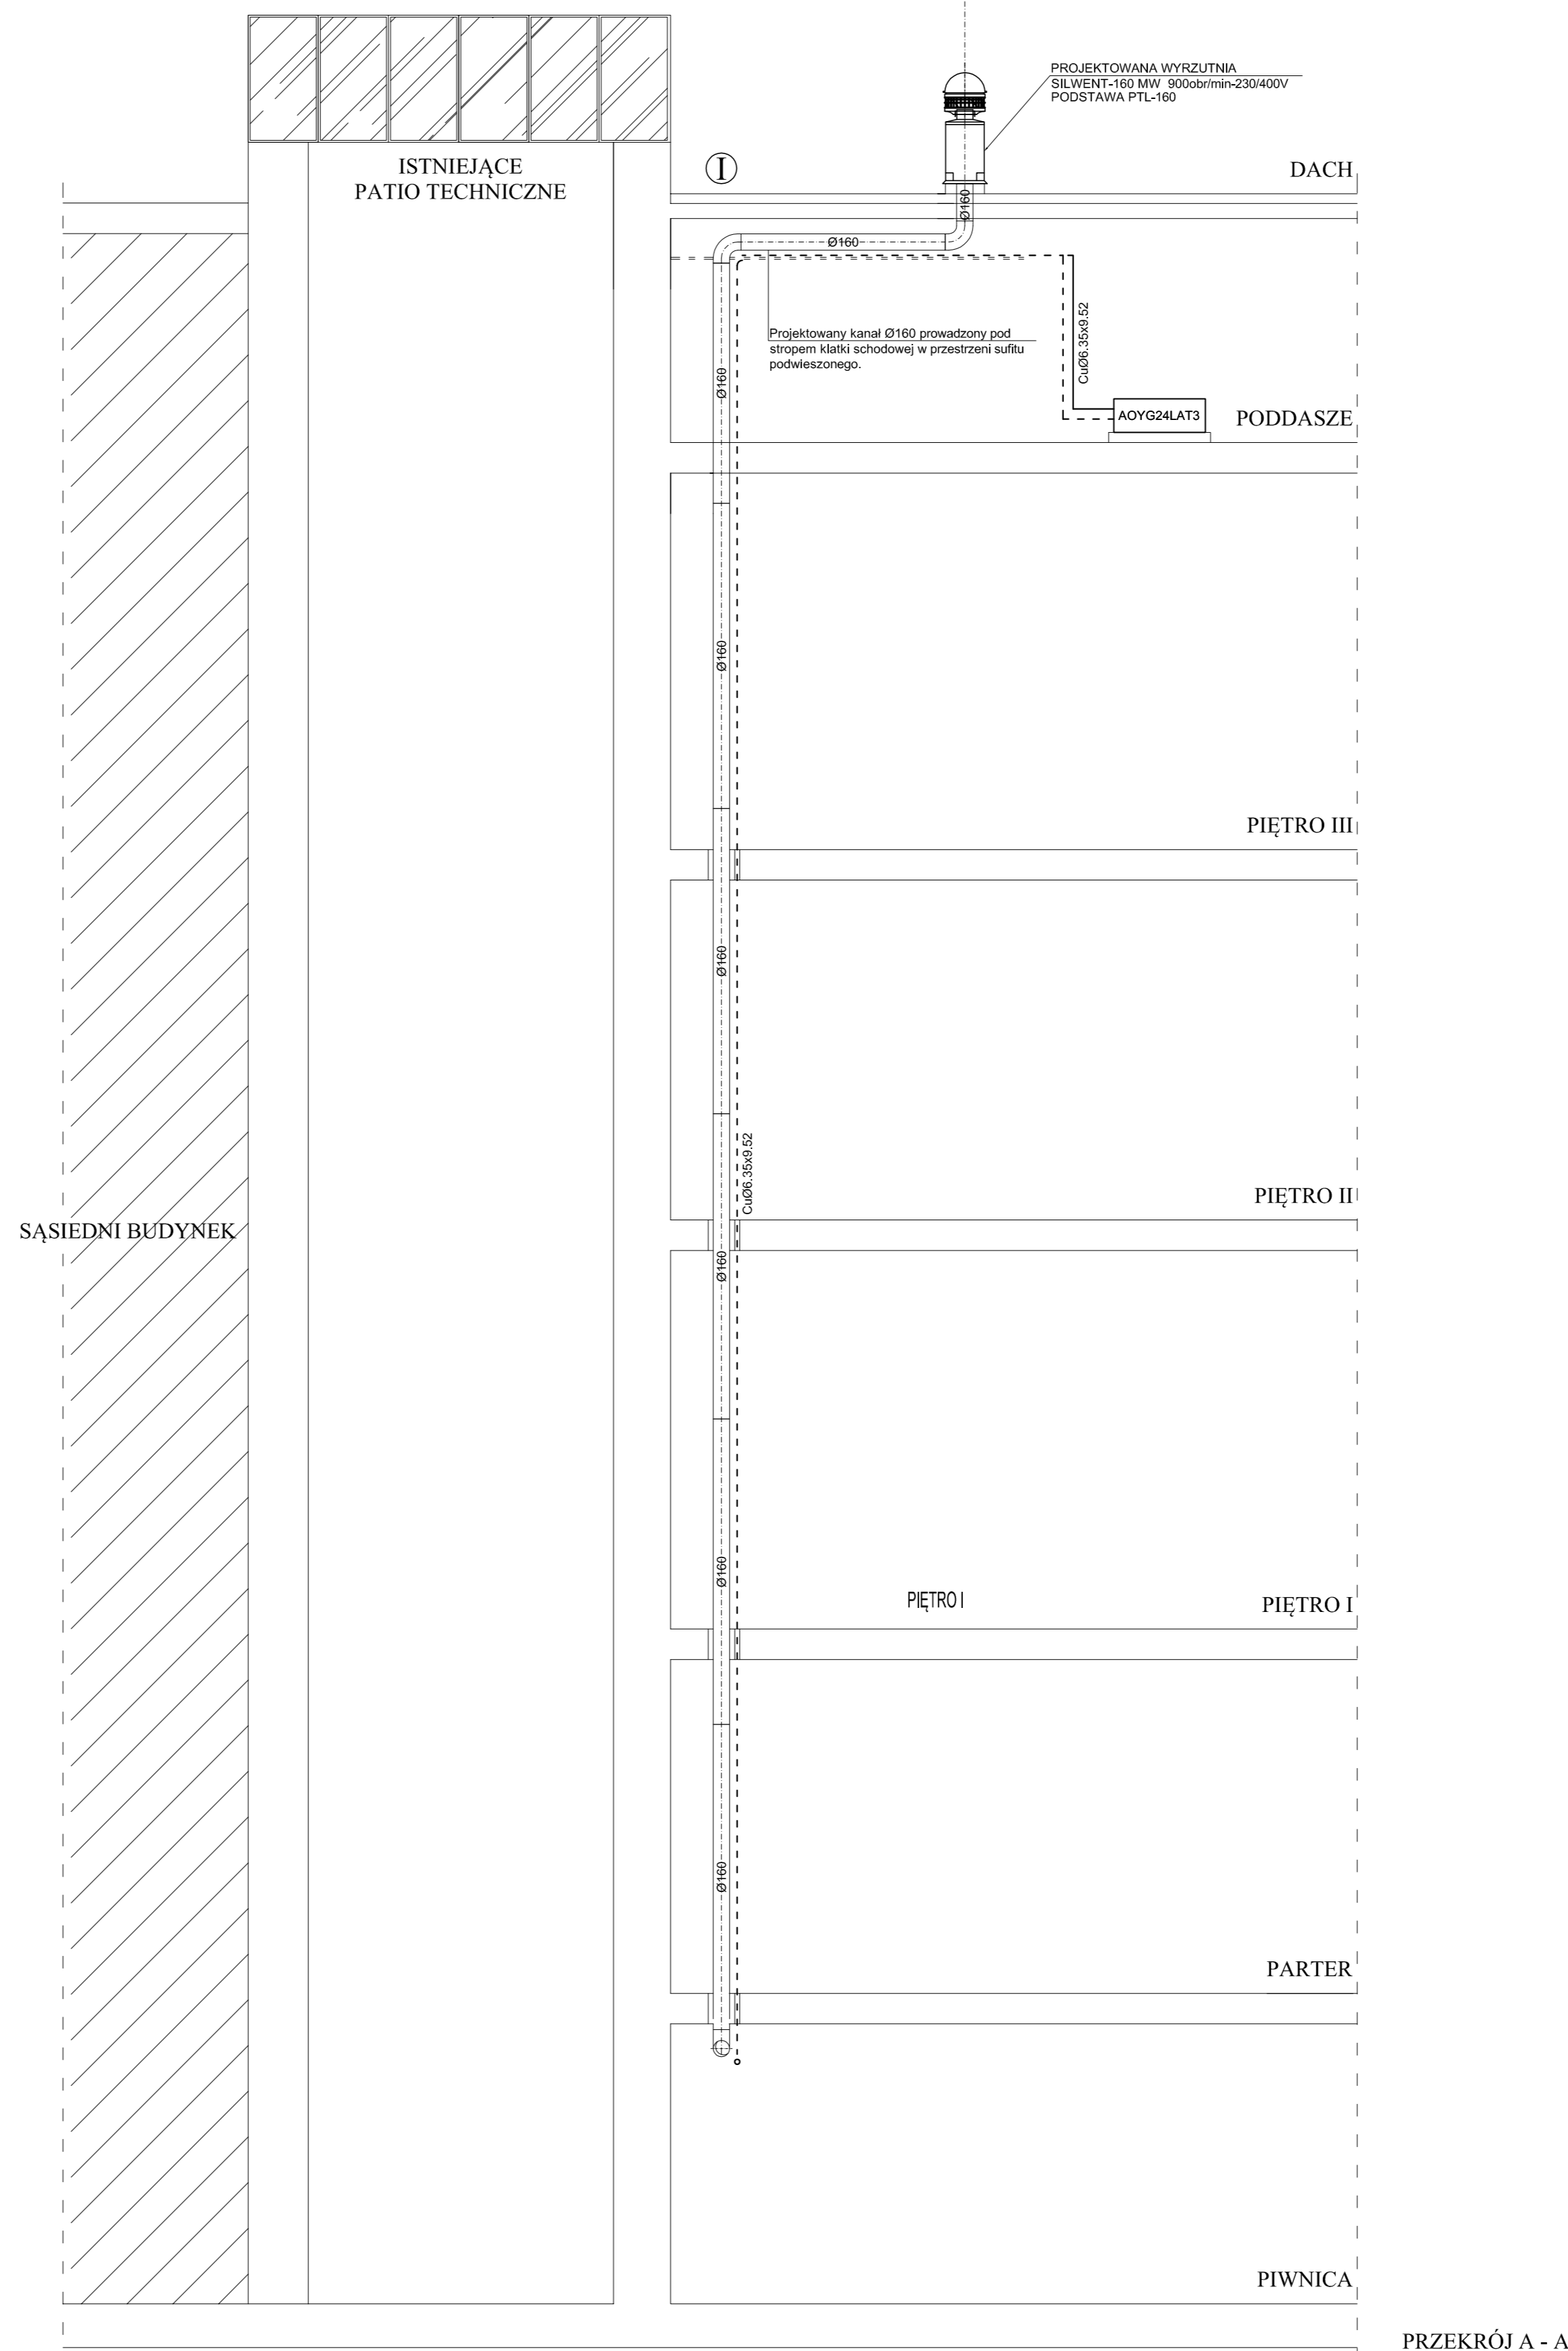 PROJEKTOWANA WYRZUTNIA
SILWENT-160 MW 900obr/min-230/400V
PODSTAWA PTL-160
ISTNIEJĄCE
PATIO TECHNICZNE
I
DACH
Ø160
Ø160
Projektowany kanał Ø160 prowadzony pod
stropem klatki schodowej w przestrzeni sufitu
podwieszonego.
CuØ6.35x9.52
Ø160
AOYG24LAT3
PODDASZE
Ø160
PIĘTRO III
Ø160
CuØ6.35x9.52
PIĘTRO II
SĄSIEDNI BUDYNEK
Ø160
Ø160
PIĘTRO I
PIĘTRO I
Ø160
PARTER
PIWNICA
PRZEKRÓJ A - A